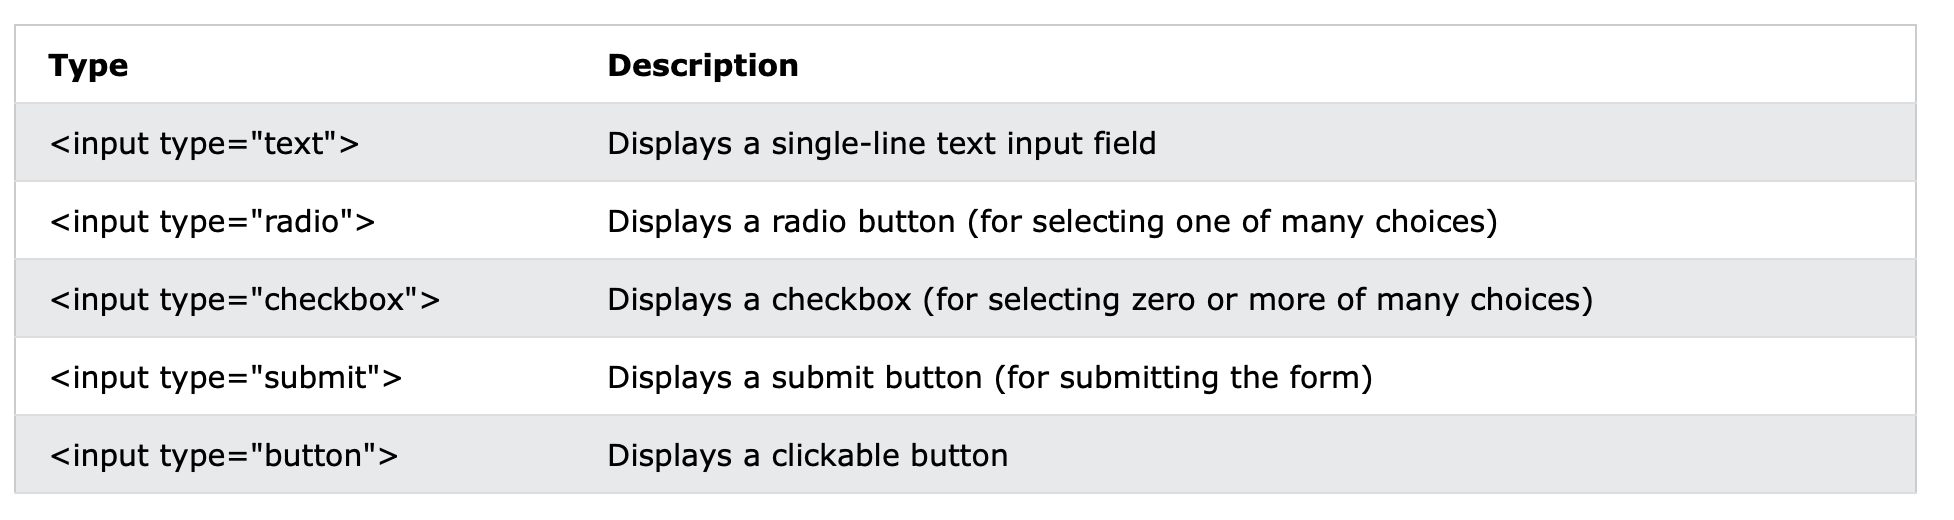 Type Description
<input type="text"> Displays a single-line text input field
<input type="radio"> Displays a radio button (for selecting one of many choices)
<input type="checkbox"> Displays a checkbox (for selecting zero or more of many choices)
<input type="submit"> Displays a submit button (for submitting the form)
<input type="button"> Displays a clickable button